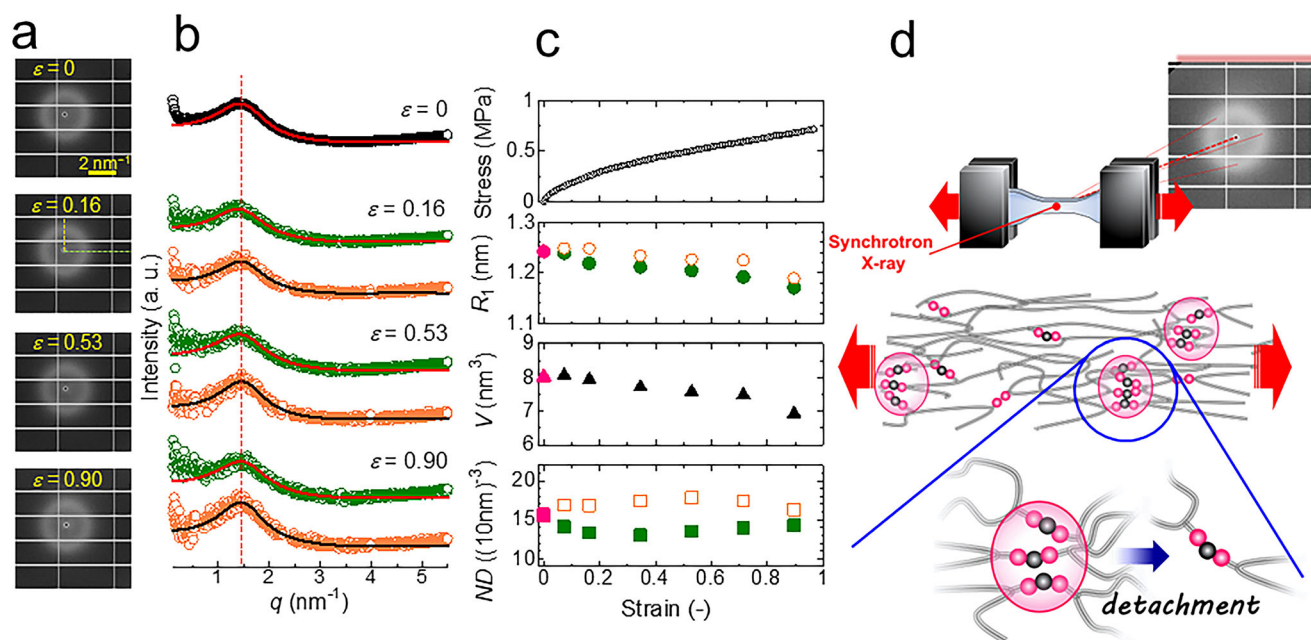 a
ε = 0
2 nm⁻¹
ε = 0.16
ε = 0.53
ε = 0.90
b
Intensity (a. u.)
ε = 0
ε = 0.16
ε = 0.53
ε = 0.90
1 2 3 4 5
q (nm⁻¹)
c
Stress (MPa)
1
0.5
0
R₁ (nm)
1.3
1.2
1.1
V (nm³)
9
8
7
6
ND ((10nm)⁻³)
20
15
10
0 0.2 0.4 0.6 0.8 1
Strain (-)
d
Synchrotron
X-ray
detachment